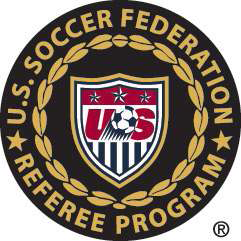 U.S. SOCCER FEDERATION
US
REFEREE PROGRAM
®